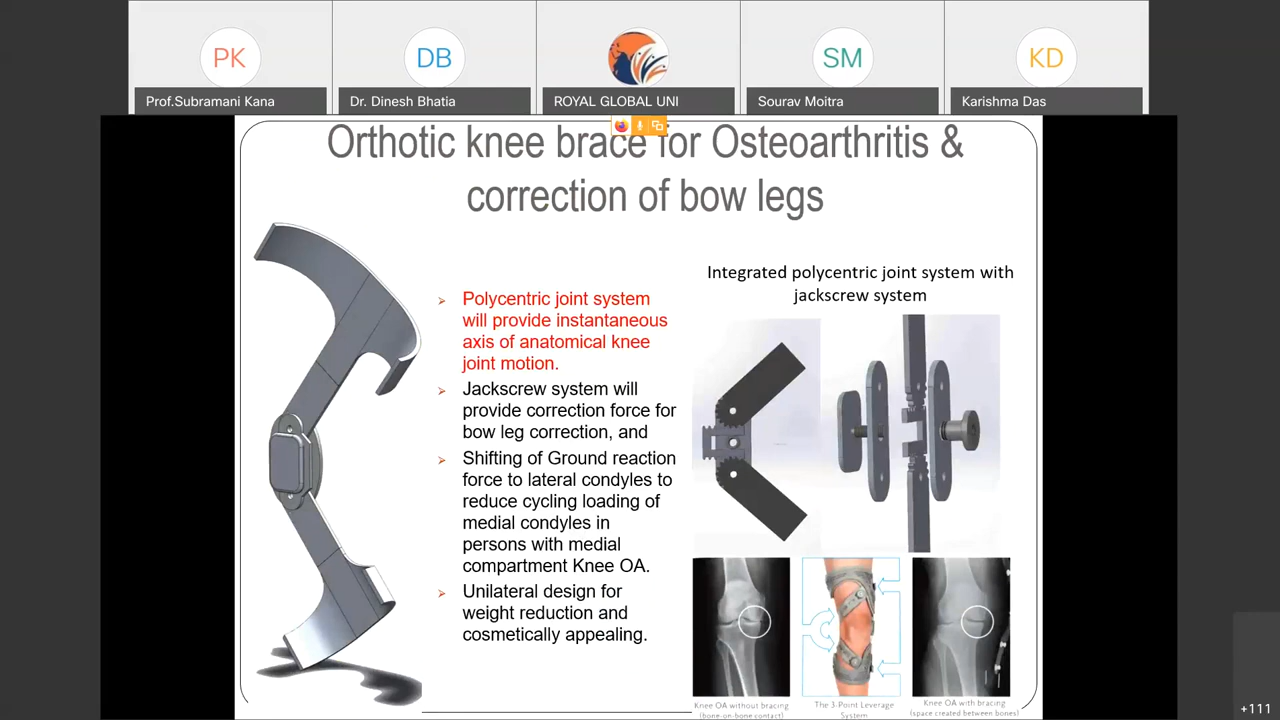 PK
DB
SM
KD
Prof.Subramani Kana
Dr. Dinesh Bhatia
ROYAL GLOBAL UNI
Sourav Moitra
Karishma Das
Orthotic knee brace for Osteoarthritis &
correction of bow legs
Polycentric joint system
will provide instantaneous
axis of anatomical knee
joint motion.
Jackscrew system will
provide correction force for
bow leg correction, and
Shifting of Ground reaction
force to lateral condyles to
reduce cycling loading of
medial condyles in
persons with medial
compartment Knee OA.
Unilateral design for
weight reduction and
cosmetically appealing.
Integrated polycentric joint system with
jackscrew system
Knee OA without bracing
(bone-on-bone contact)
The 3-Point Leverage
System
Knee OA with bracing
(space created between bones)
+111